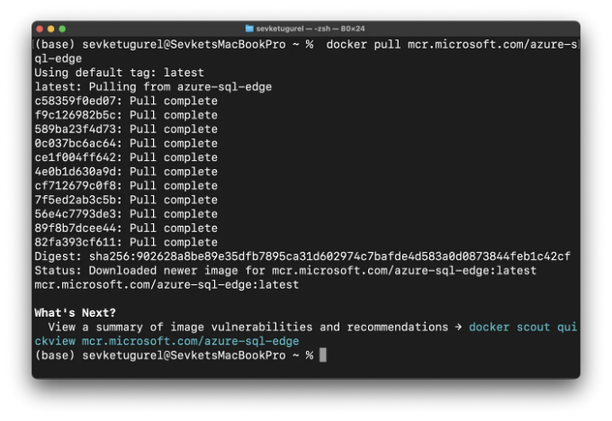 sevketugurel — -zsh — 80×24
(base) sevketugurel@SevketsMacBookPro ~ %  docker pull mcr.microsoft.com/azure-s
ql-edge
Using default tag: latest
latest: Pulling from azure-sql-edge
c58359f0ed07: Pull complete
f9c126982b5c: Pull complete
589ba23f4d73: Pull complete
0c037bc6ac64: Pull complete
ce1f004ff642: Pull complete
4e0b1d630a9d: Pull complete
cf712679c0f8: Pull complete
7f5ed2ab3c5b: Pull complete
56e4c7793de3: Pull complete
89f8b7dcee44: Pull complete
82fa393cf611: Pull complete
Digest: sha256:902628a8be89e35dfb7895ca31d602974c7bafde4d583a0d0873844feb1c42cf
Status: Downloaded newer image for mcr.microsoft.com/azure-sql-edge:latest
mcr.microsoft.com/azure-sql-edge:latest
What's Next?
View a summary of image vulnerabilities and recommendations → docker scout qui
ckview mcr.microsoft.com/azure-sql-edge
(base) sevketugurel@SevketsMacBookPro ~ %